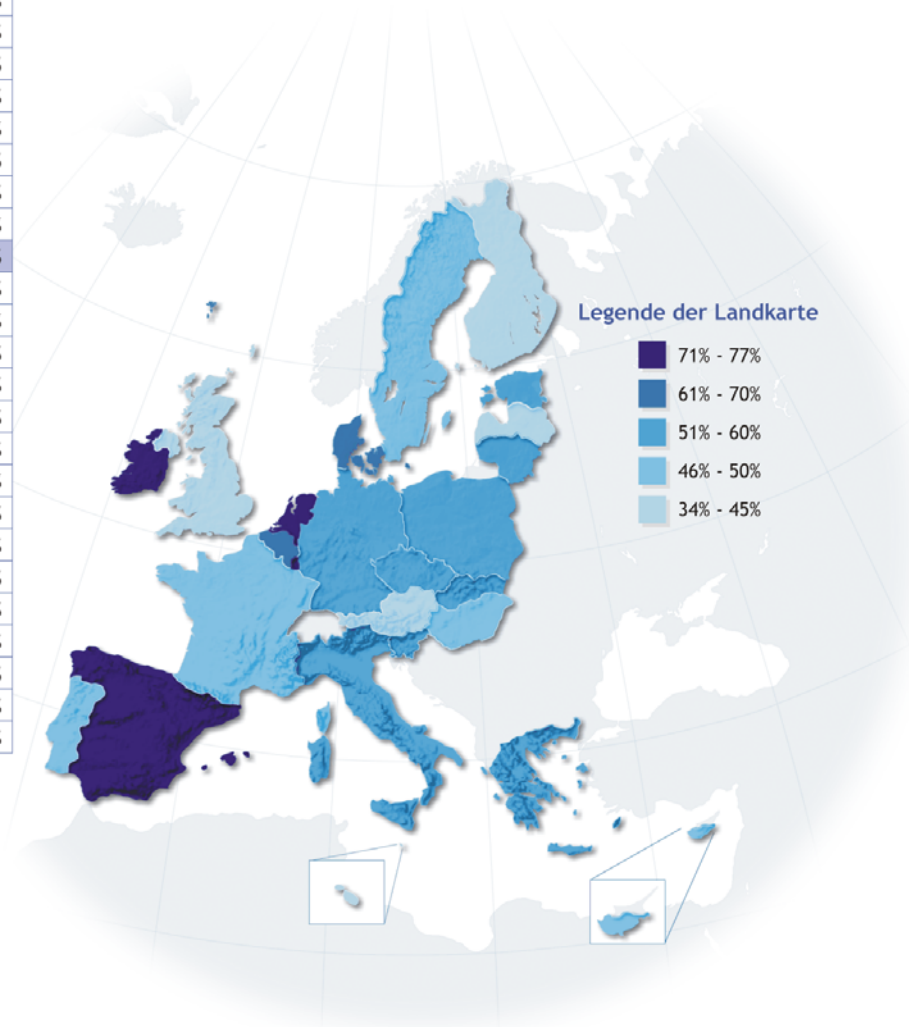 Legende der Landkarte
71% - 77%
61% - 70%
51% - 60%
46% - 50%
34% - 45%